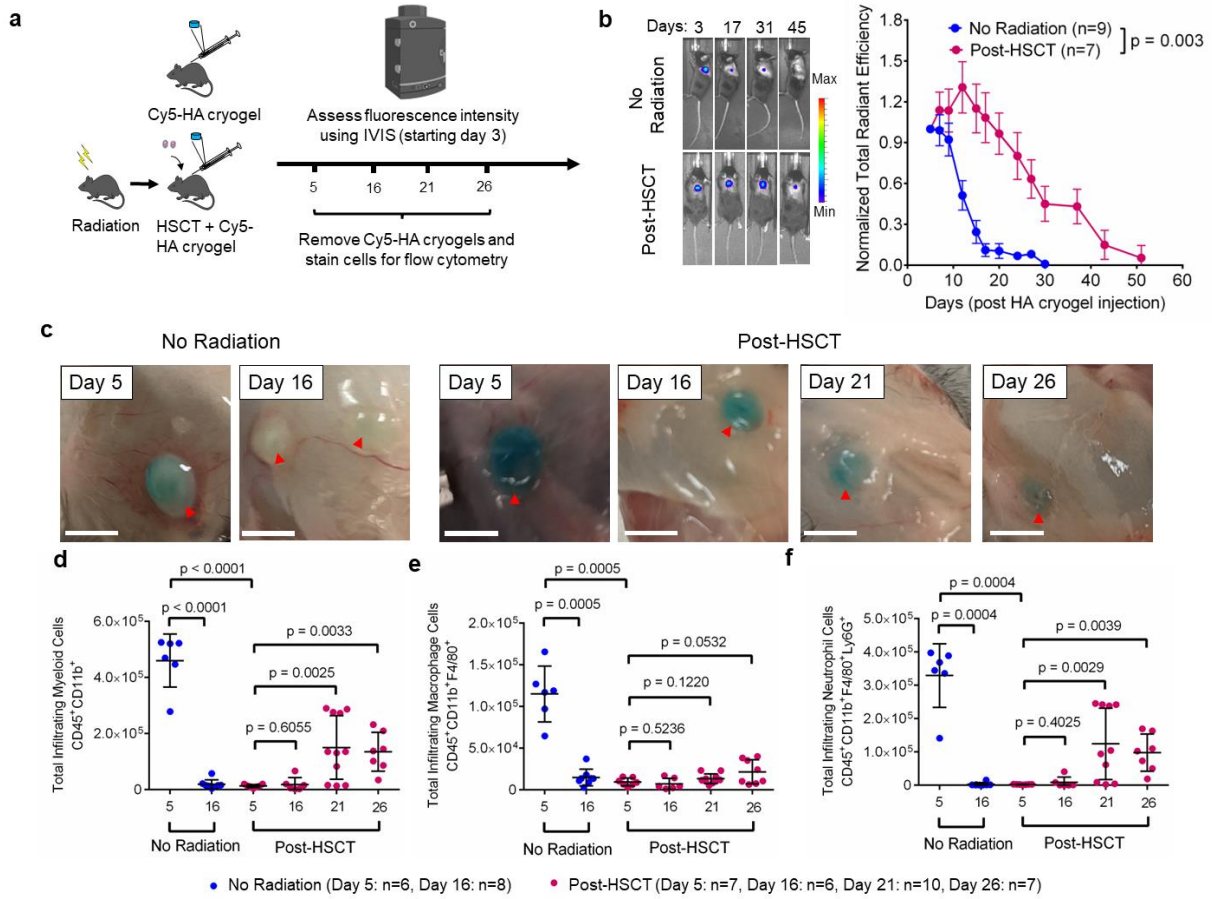 a
Cy5-HA cryogel
Radiation
HSCT + Cy5-
HA cryogel
Assess fluorescence intensity
using IVIS (starting day 3)
5 16 21 26
Remove Cy5-HA cryogels and
stain cells for flow cytometry
b
Days: 3 17 31 45
No
Radiation
Post-HSCT
Max
Min
No Radiation (n=9)
Post-HSCT (n=7)
p = 0.003
Normalized Total Radiant Efficiency
1.2
0.9
0.6
0.3
0.0
0 10 20 30 40 50 60
Days (post HA cryogel injection)
c
No Radiation
Post-HSCT
Day 5
Day 16
Day 5
Day 16
Day 21
Day 26
d
Total Infiltrating Myeloid Cells
CD45⁺CD11b⁺
6.0×10⁵
4.0×10⁵
2.0×10⁵
0
p < 0.0001
p < 0.0001
p = 0.0033
p = 0.0025
p = 0.6055
5 16 5 16 21 26
No Radiation
Post-HSCT
e
Total Infiltrating Macrophage Cells
CD45⁺CD11b⁺F4/80⁺
2.0×10⁵
1.5×10⁵
1.0×10⁵
5.0×10⁴
0
p = 0.0005
p = 0.0005
p = 0.0532
p = 0.1220
p = 0.5236
5 16 5 16 21 26
No Radiation
Post-HSCT
f
Total Infiltrating Neutrophil Cells
CD45⁺CD11b⁺F4/80⁺Ly6G⁺
5.0×10⁵
4.0×10⁵
3.0×10⁵
2.0×10⁵
1.0×10⁵
0
p = 0.0004
p = 0.0004
p = 0.0039
p = 0.0029
p = 0.4025
5 16 5 16 21 26
No Radiation
Post-HSCT
No Radiation (Day 5: n=6, Day 16: n=8)
Post-HSCT (Day 5: n=7, Day 16: n=6, Day 21: n=10, Day 26: n=7)